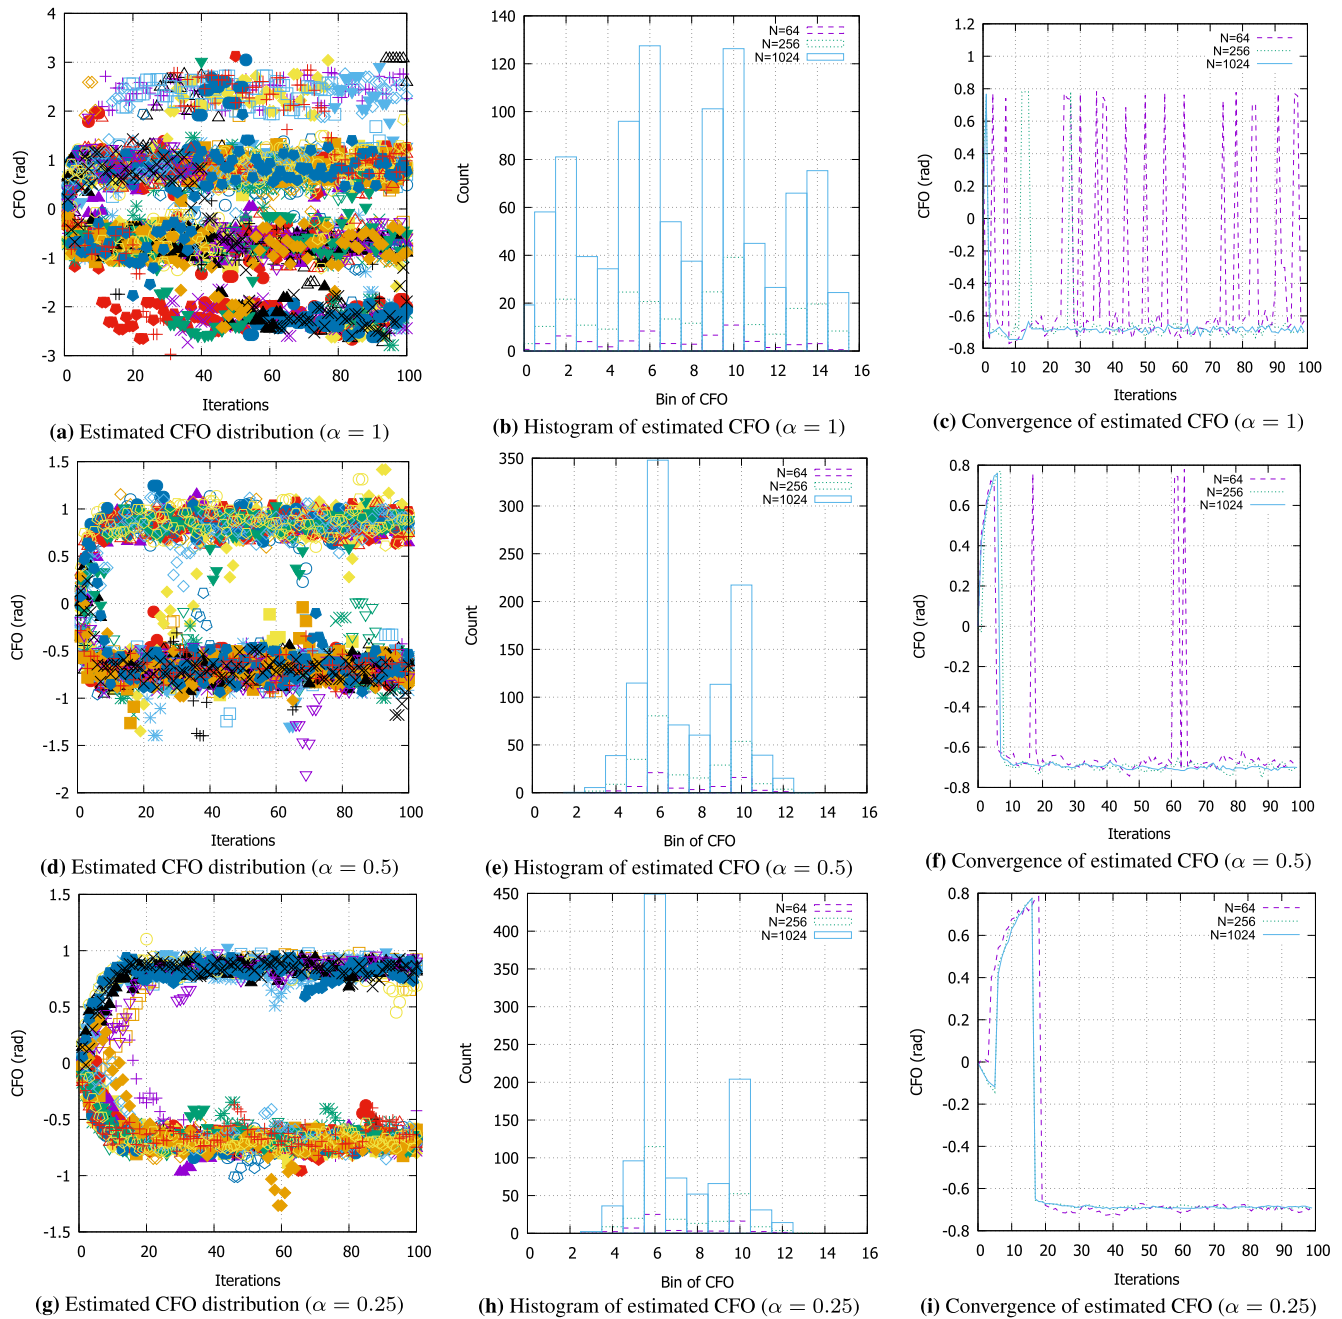 4
3
2
1
0
-1
-2
-3
CFO (rad)
0 20 40 60 80 100
Iterations
(a) Estimated CFO distribution (α = 1)
140
120
100
80
60
40
20
0
Count
N=64
N=256
N=1024
0 2 4 6 8 10 12 14 16
Bin of CFO
(b) Histogram of estimated CFO (α = 1)
1.2
1
0.8
0.6
0.4
0.2
0
-0.2
-0.4
-0.6
-0.8
CFO (rad)
N=64
N=256
N=1024
0 10 20 30 40 50 60 70 80 90 100
Iterations
(c) Convergence of estimated CFO (α = 1)
1.5
1
0.5
0
-0.5
-1
-1.5
-2
CFO (rad)
0 20 40 60 80 100
Iterations
(d) Estimated CFO distribution (α = 0.5)
350
300
250
200
150
100
50
0
Count
N=64
N=256
N=1024
0 2 4 6 8 10 12 14 16
Bin of CFO
(e) Histogram of estimated CFO (α = 0.5)
0.8
0.6
0.4
0.2
0
-0.2
-0.4
-0.6
-0.8
CFO (rad)
N=64
N=256
N=1024
0 10 20 30 40 50 60 70 80 90 100
Iterations
(f) Convergence of estimated CFO (α = 0.5)
1.5
1
0.5
0
-0.5
-1
-1.5
CFO (rad)
0 20 40 60 80 100
Iterations
(g) Estimated CFO distribution (α = 0.25)
450
400
350
300
250
200
150
100
50
0
Count
N=64
N=256
N=1024
0 2 4 6 8 10 12 14 16
Bin of CFO
(h) Histogram of estimated CFO (α = 0.25)
0.8
0.6
0.4
0.2
0
-0.2
-0.4
-0.6
-0.8
CFO (rad)
N=64
N=256
N=1024
0 10 20 30 40 50 60 70 80 90 100
Iterations
(i) Convergence of estimated CFO (α = 0.25)